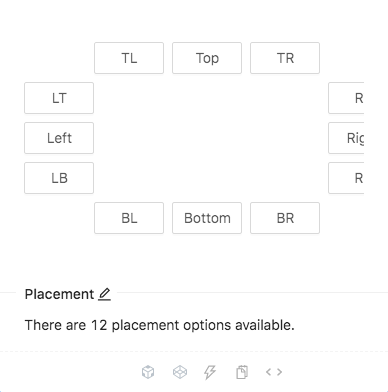 TL Top TR
LT R
Left Rig
LB R
BL Bottom BR
Placement
There are 12 placement options available.